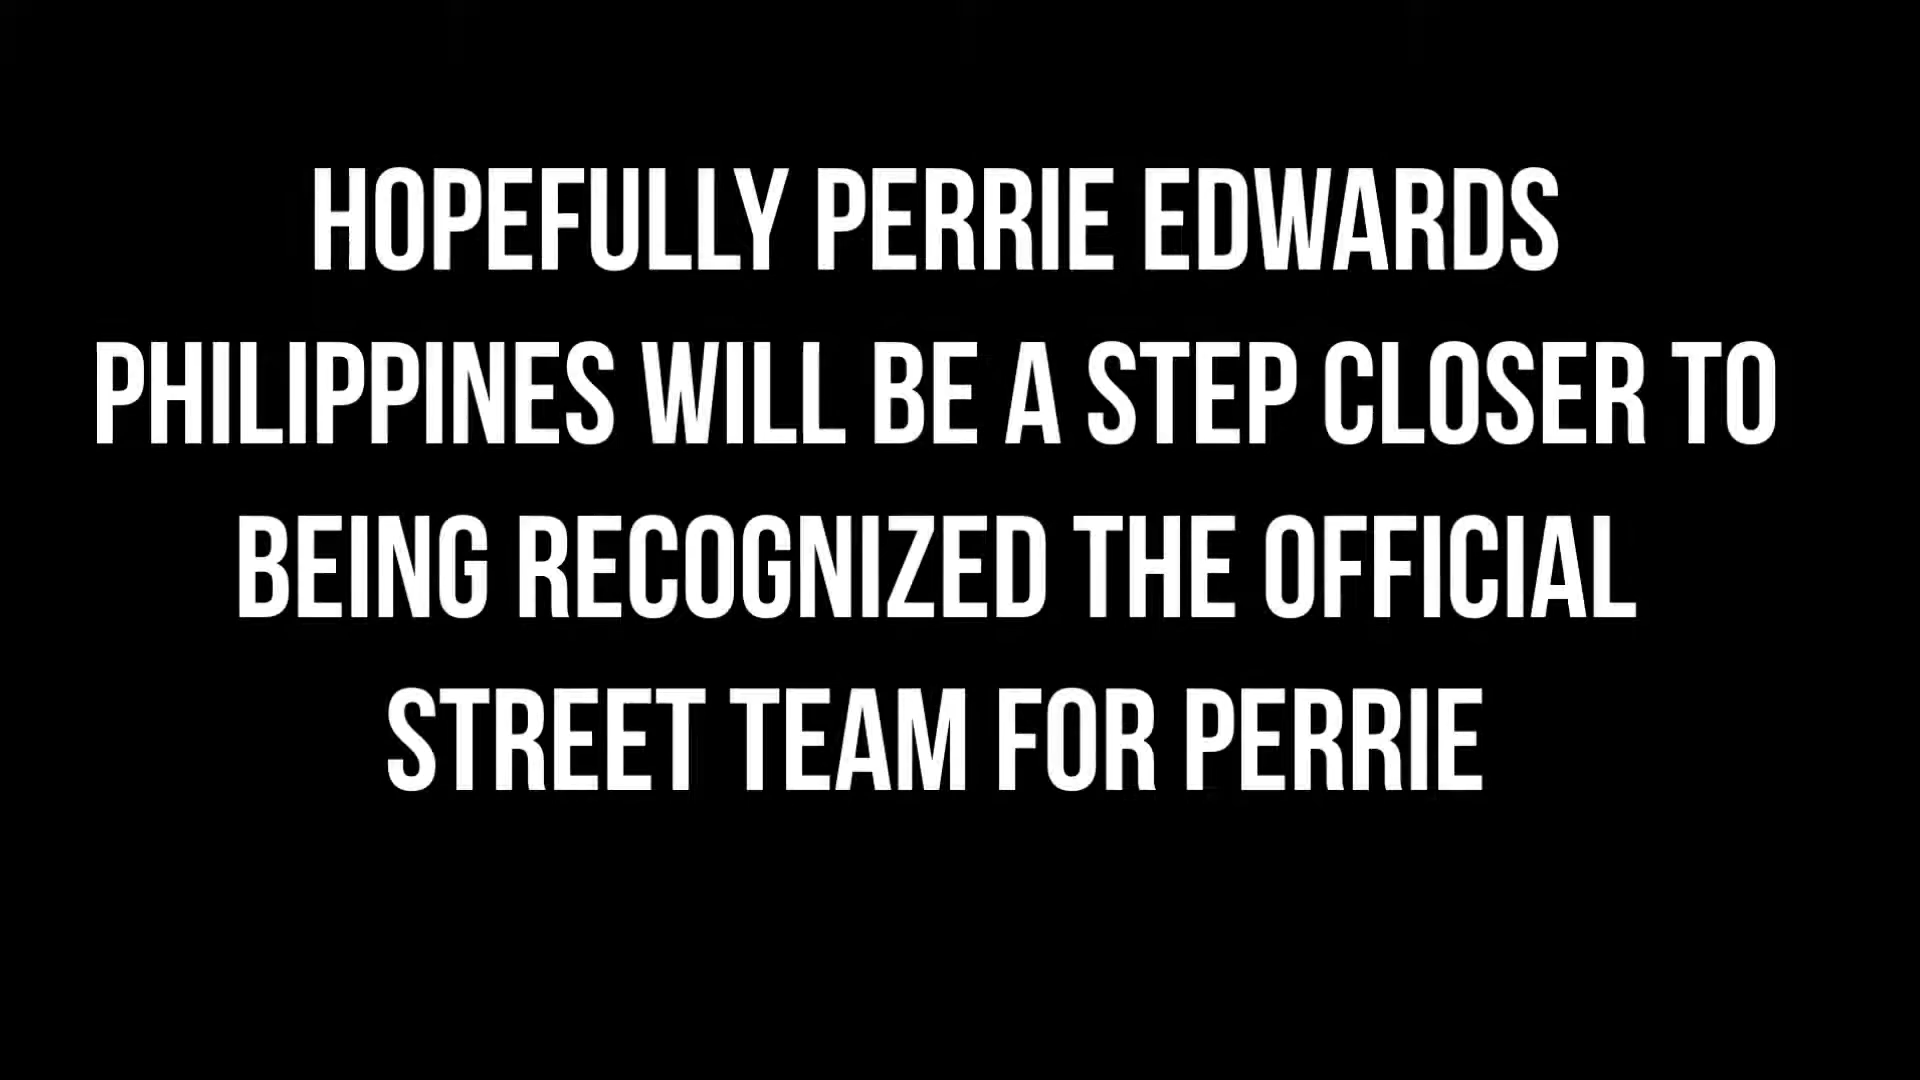 HOPEFULLY PERRIE EDWARDS
PHILIPPINES WILL BE A STEP CLOSER TO
BEING RECOGNIZED THE OFFICIAL
STREET TEAM FOR PERRIE